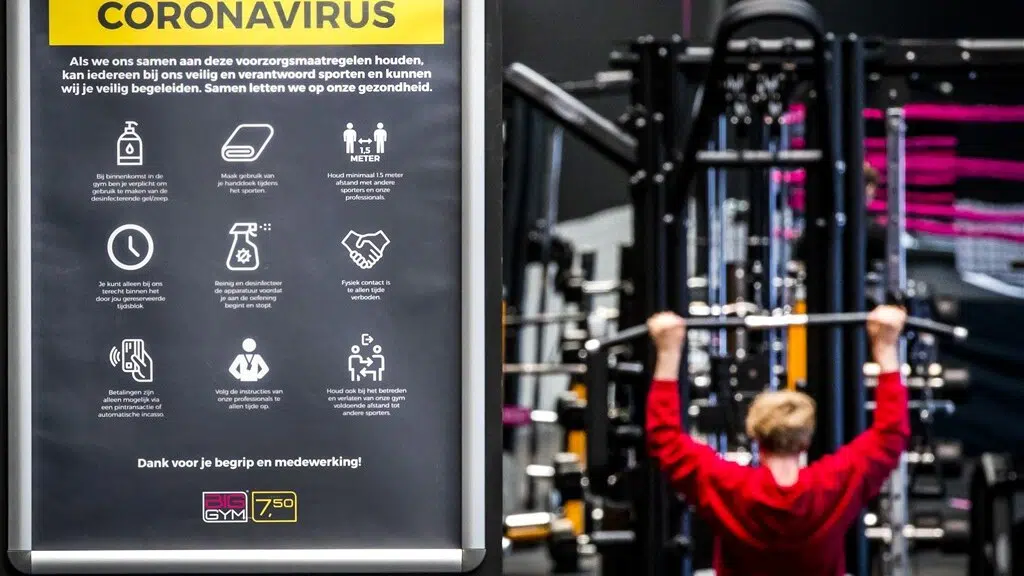 CORONAVIRUS
Als we ons samen aan deze voorzorgsmaatregelen houden,
kan iedereen bij ons veilig en verantwoord sporten en kunnen
wij je veilig begeleiden. Samen letten we op onze gezondheid.
Bij binnenkomst in de
gym ben je verplicht om
gebruik te maken van de
desinfecterende gel/zeep.
Maak gebruik van
je handdoek tijdens
het sporten.
1,5
METER
Houd minimaal 1.5 meter
afstand met andere
sporters en onze
professionals.
Je kunt alleen bij ons
terecht binnen het
door jou gereserveerde
tijdsblok.
Reinig en desinfecteer
de apparatuur voordat
je aan de oefening
begint en stopt.
Fysiek contact is
te allen tijde
verboden.
Betalingen zijn
alleen mogelijk via
een pintransactie of
automatische incasso.
Volg de instructies van
onze professionals te
allen tijde op.
Houd ook bij het betreden
en verlaten van onze gym
voldoende afstand tot
andere sporters.
Dank voor je begrip en medewerking!
BIG
GYM
7,50